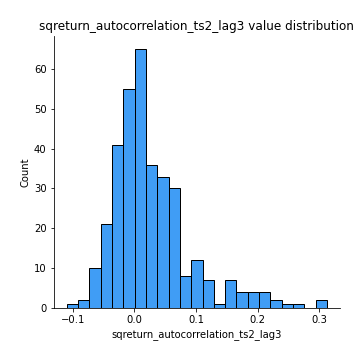 sqreturn_autocorrelation_ts2_lag3 value distribution
60
50
40
30
20
10
0
Count
−0.1 0.0 0.1 0.2 0.3
sqreturn_autocorrelation_ts2_lag3